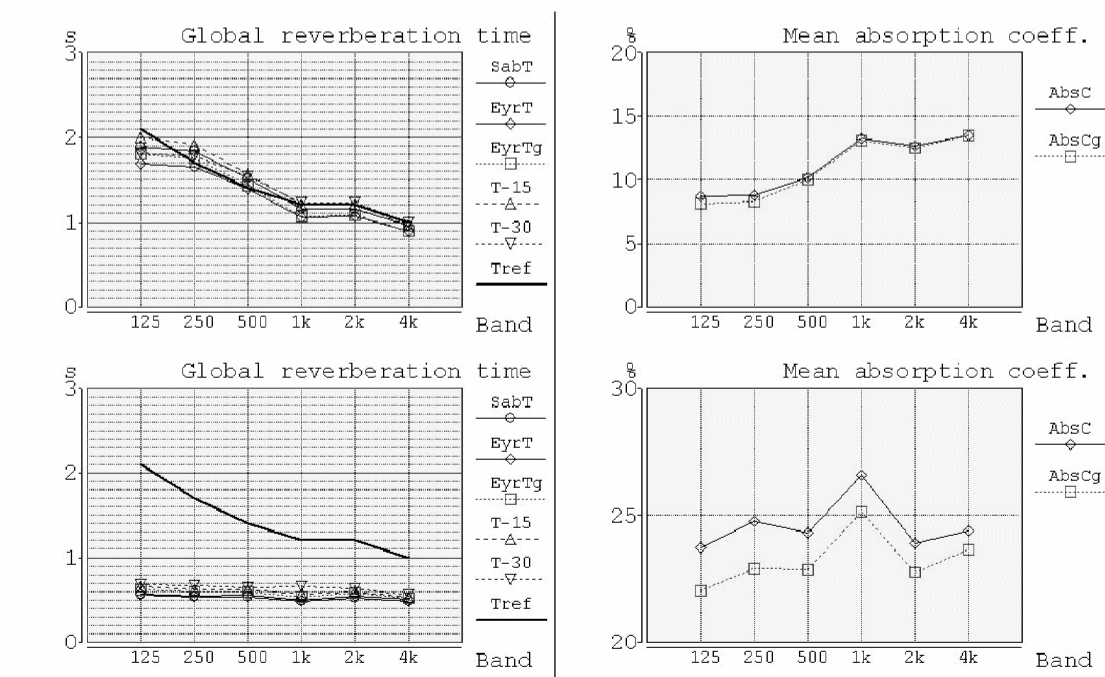 s Global reverberation time
3
2
1
0
125 250 500 1k 2k 4k Band
SabT
EyrT
EyrTg
T-15
T-30
Tref
% Mean absorption coeff.
20
15
10
5
0
125 250 500 1k 2k 4k Band
AbsC
AbsCg
s Global reverberation time
3
2
1
0
125 250 500 1k 2k 4k Band
SabT
EyrT
EyrTg
T-15
T-30
Tref
% Mean absorption coeff.
30
25
20
125 250 500 1k 2k 4k Band
AbsC
AbsCg